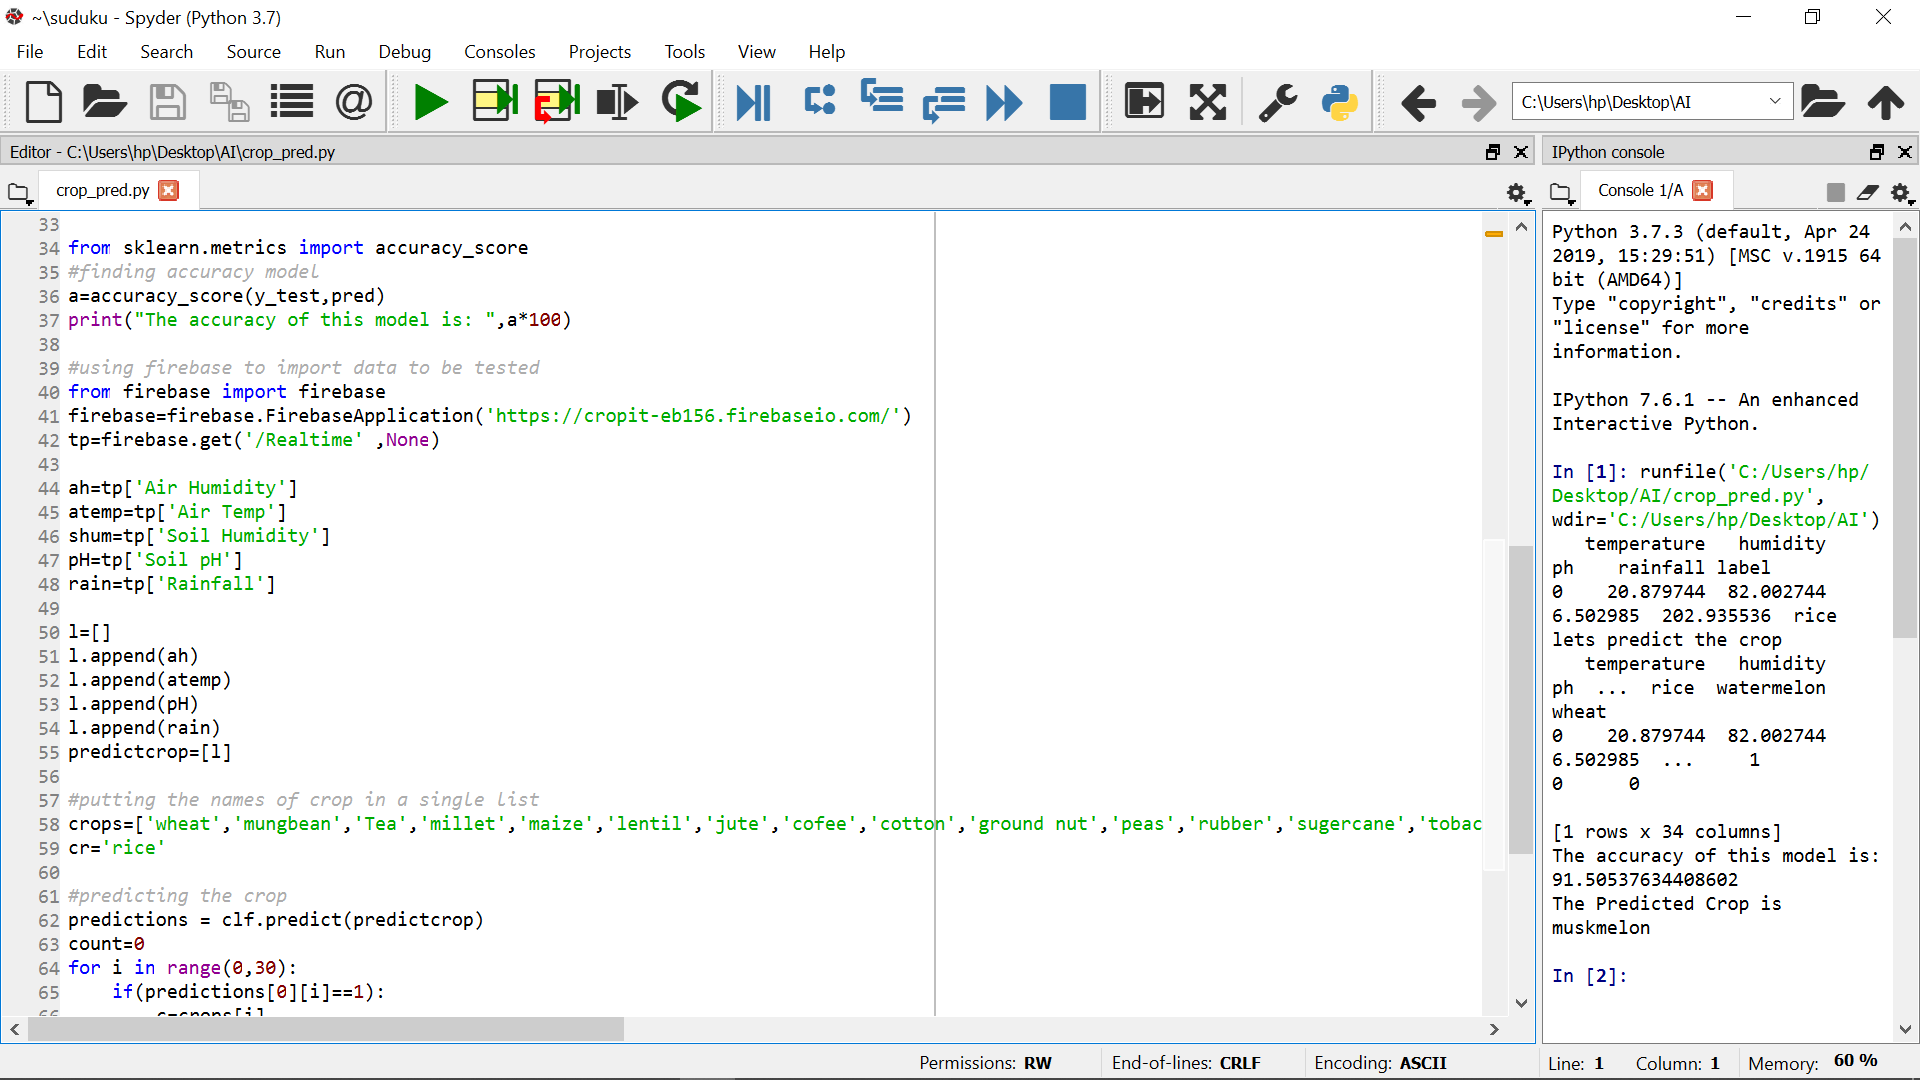 ~\suduku - Spyder (Python 3.7)
File Edit Search Source Run Debug Consoles Projects Tools View Help
C:\Users\hp\Desktop\AI
Editor - C:\Users\hp\Desktop\AI\crop_pred.py
crop_pred.py
33
34 from sklearn.metrics import accuracy_score
35 #finding accuracy model
36 a=accuracy_score(y_test,pred)
37 print("The accuracy of this model is: ",a*100)
38
39 #using firebase to import data to be tested
40 from firebase import firebase
41 firebase=firebase.FirebaseApplication('https://cropit-eb156.firebaseio.com/')
42 tp=firebase.get('/Realtime' ,None)
43
44 ah=tp['Air Humidity']
45 atemp=tp['Air Temp']
46 shum=tp['Soil Humidity']
47 pH=tp['Soil pH']
48 rain=tp['Rainfall']
49
50 l=[]
51 l.append(ah)
52 l.append(atemp)
53 l.append(pH)
54 l.append(rain)
55 predictcrop=[l]
56
57 #putting the names of crop in a single list
58 crops=['wheat','mungbean','Tea','millet','maize','lentil','jute','cofee','cotton','ground nut','peas','rubber','sugercane','tobac
59 cr='rice'
60
61 #predicting the crop
62 predictions = clf.predict(predictcrop)
63 count=0
64 for i in range(0,30):
65     if(predictions[0][i]==1):
66         c=crops[i]
IPython console
Console 1/A
Python 3.7.3 (default, Apr 24
2019, 15:29:51) [MSC v.1915 64
bit (AMD64)]
Type "copyright", "credits" or
"license" for more
information.
IPython 7.6.1 -- An enhanced
Interactive Python.
In [1]: runfile('C:/Users/hp/
Desktop/AI/crop_pred.py',
wdir='C:/Users/hp/Desktop/AI')
temperature   humidity
ph    rainfall label
0    20.879744  82.002744
6.502985  202.935536  rice
lets predict the crop
temperature   humidity
ph  ...  rice  watermelon
wheat
0    20.879744  82.002744
6.502985  ...     1
0      0
[1 rows x 34 columns]
The accuracy of this model is:
91.50537634408602
The Predicted Crop is
muskmelon
In [2]:
Permissions: RW End-of-lines: CRLF Encoding: ASCII Line: 1 Column: 1 Memory: 60 %